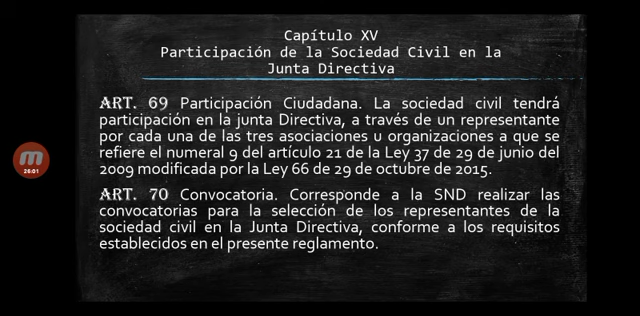 Capítulo XV
Participación de la Sociedad Civil en la
Junta Directiva
ART. 69 Participación Ciudadana. La sociedad civil tendrá
participación en la junta Directiva, a través de un representante
por cada una de las tres asociaciones u organizaciones a que se
refiere el numeral 9 del artículo 21 de la Ley 37 de 29 de junio del
2009 modificada por la Ley 66 de 29 de octubre de 2015.
ART. 70 Convocatoria. Corresponde a la SND realizar las
convocatorias para la selección de los representantes de la
sociedad civil en la Junta Directiva, conforme a los requisitos
establecidos en el presente reglamento.
26:01